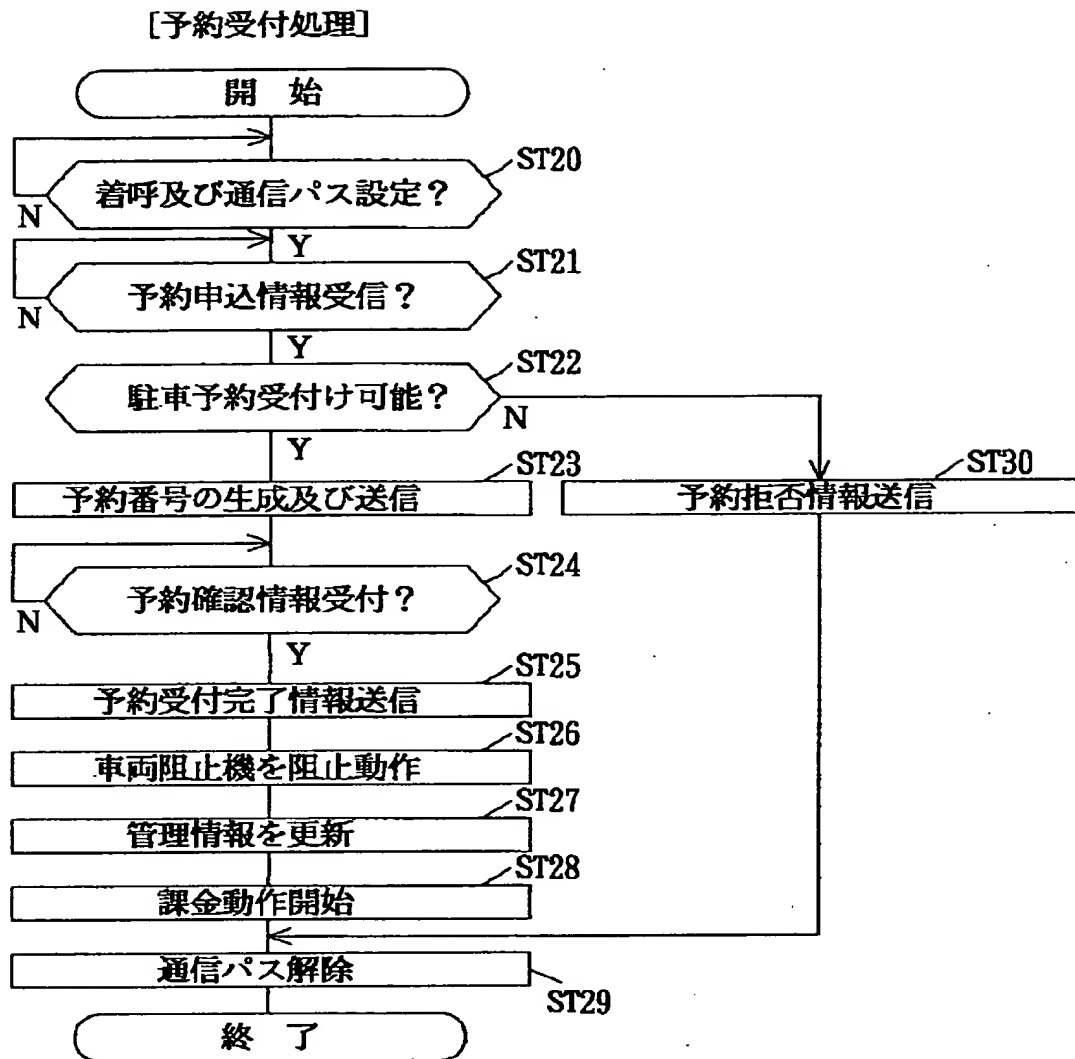 [予約受付処理]
開 始
ST20
着呼及び通信パス設定？
N
Y
ST21
予約申込情報受信？
N
Y
ST22
駐車予約受付け可能？
N
Y
ST23
予約番号の生成及び送信
ST30
予約拒否情報送信
ST24
予約確認情報受付？
N
Y
ST25
予約受付完了情報送信
ST26
車両阻止機を阻止動作
ST27
管理情報を更新
ST28
課金動作開始
通信パス解除
ST29
終 了